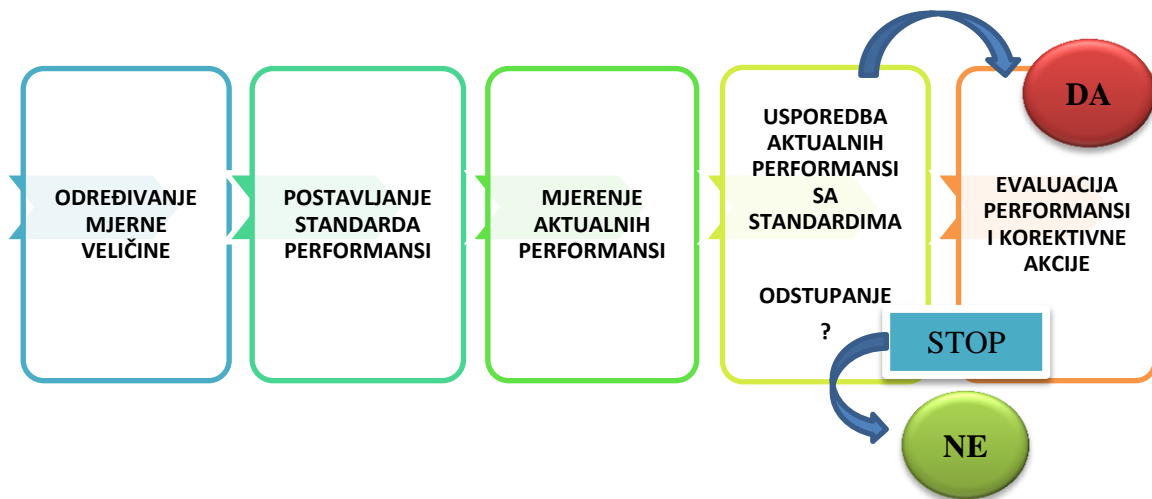 ODREĐIVANJE
MJERNE
VELIČINE
POSTAVLJANJE
STANDARDA
PERFORMANSI
MJERENJE
AKTUALNIH
PERFORMANSI
USPOREDBA
AKTUALNIH
PERFORMANSI
SA
STANDARDIMA
ODSTUPANJE
?
DA
EVALUACIJA
PERFORMANSI
I KOREKTIVNE
AKCIJE
STOP
NE